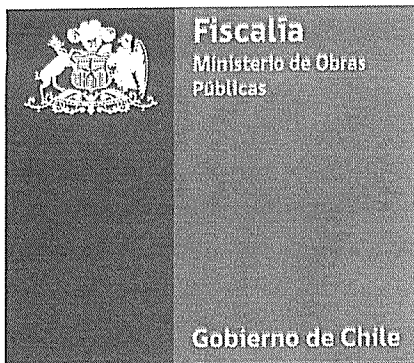 Fiscalía
Ministerio de Obras
Públicas
Gobierno de Chile